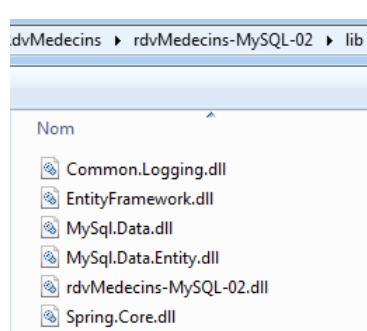 .dvMedecins ▸ rdvMedecins-MySQL-02 ▸ lib
Nom
Common.Logging.dll
EntityFramework.dll
MySql.Data.dll
MySql.Data.Entity.dll
rdvMedecins-MySQL-02.dll
Spring.Core.dll